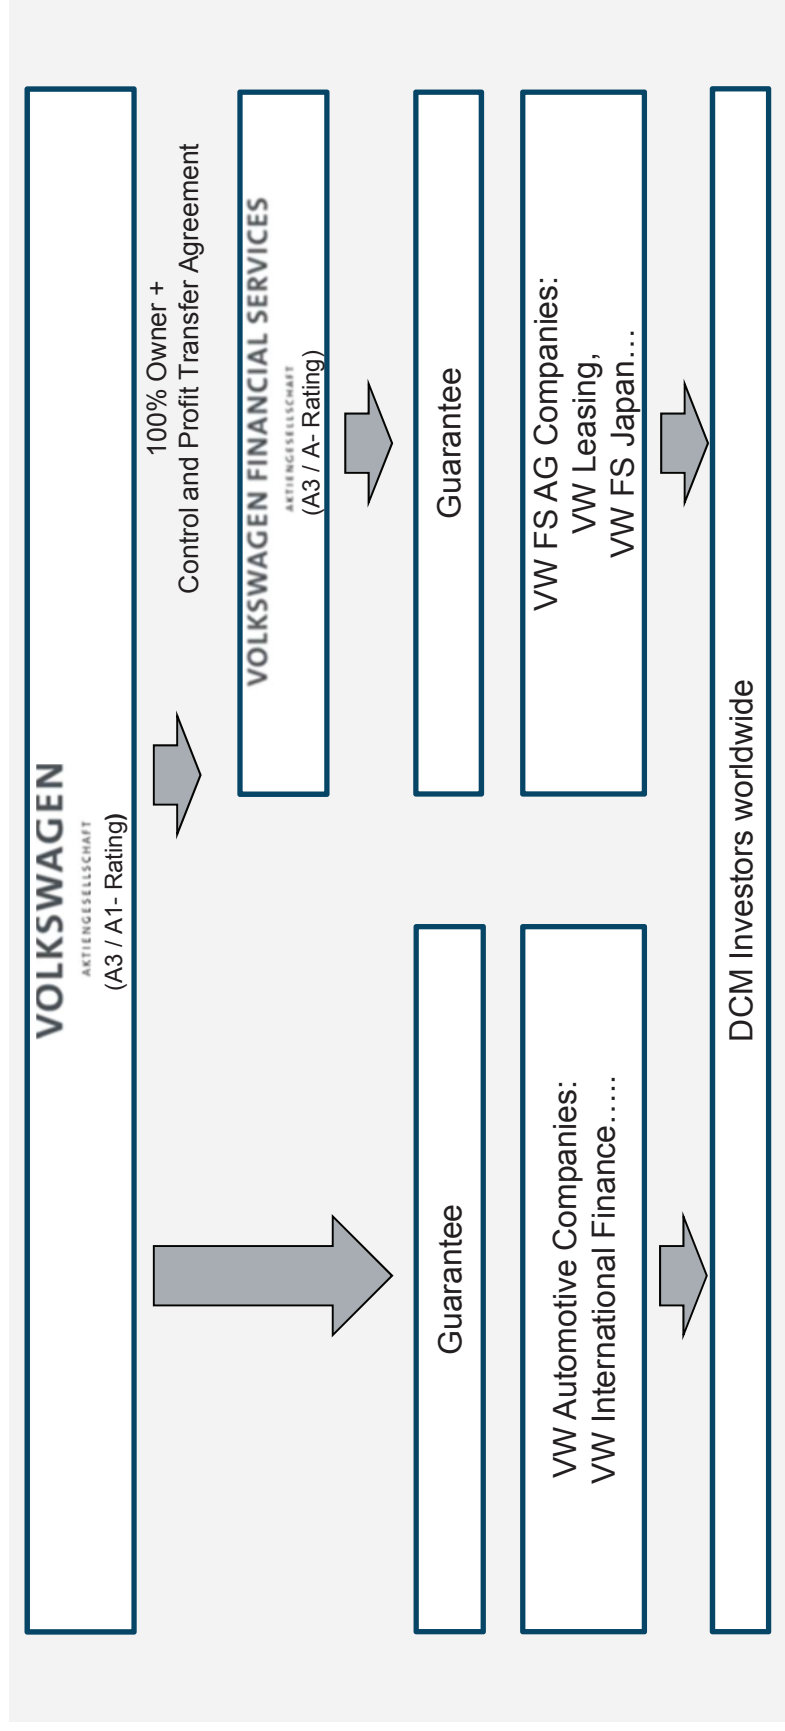 VOLKSWAGEN
AKTIENGESELLSCHAFT
(A3 / A1- Rating)
100% Owner +
Control and Profit Transfer Agreement
VOLKSWAGEN FINANCIAL SERVICES
AKTIENGESELLSCHAFT
(A3 / A- Rating)
Guarantee
Guarantee
VW Automotive Companies:
VW International Finance…..
VW FS AG Companies:
VW Leasing,
VW FS Japan…
DCM Investors worldwide